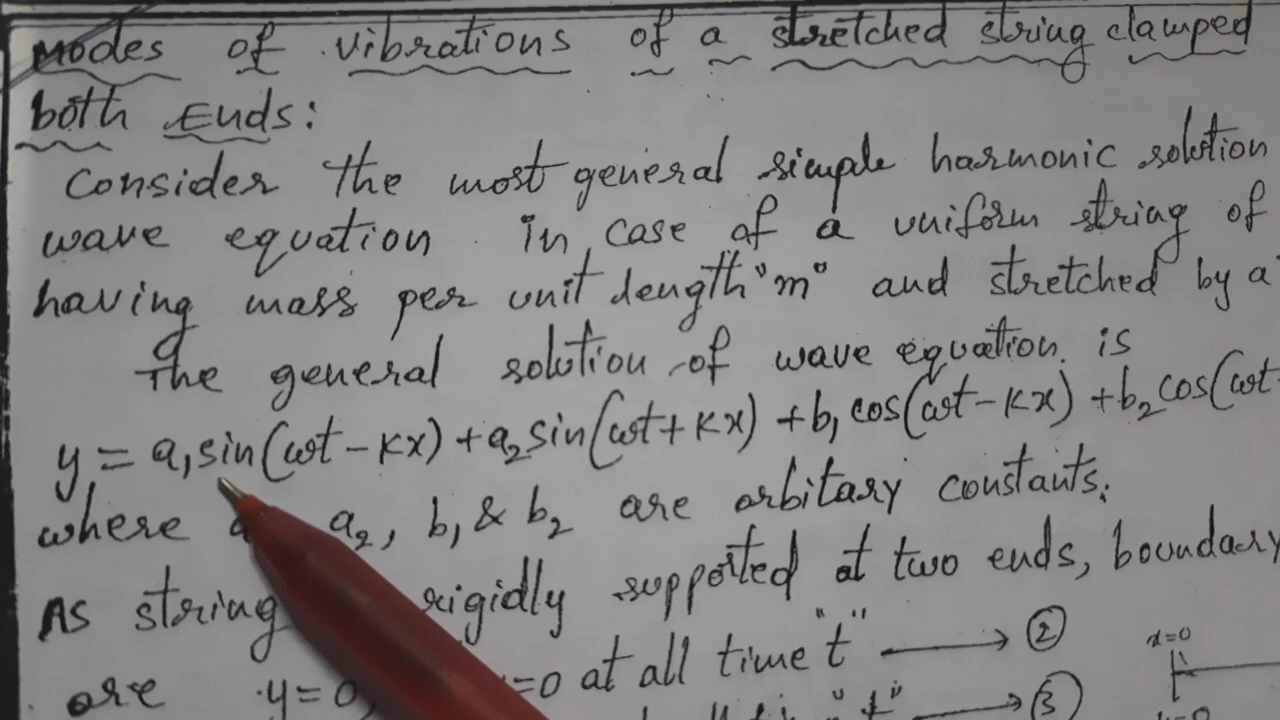 Modes of vibrations of a stretched string clamped
both Ends:
Consider the most general simple harmonic solution
wave equation in case of a uniform string of
having mass per unit length "m" and stretched by a
The general solution of wave equation is
y = a₁sin(ωt-kx) + a₂sin(ωt+kx) + b₁cos(ωt-kx) + b₂cos(ωt
where a₂, b₁ & b₂ are arbitary constants.
As string rigidly supported at two ends, boundary
are y=0, =0 at all time "t" → ②
"t" → ③
x=0